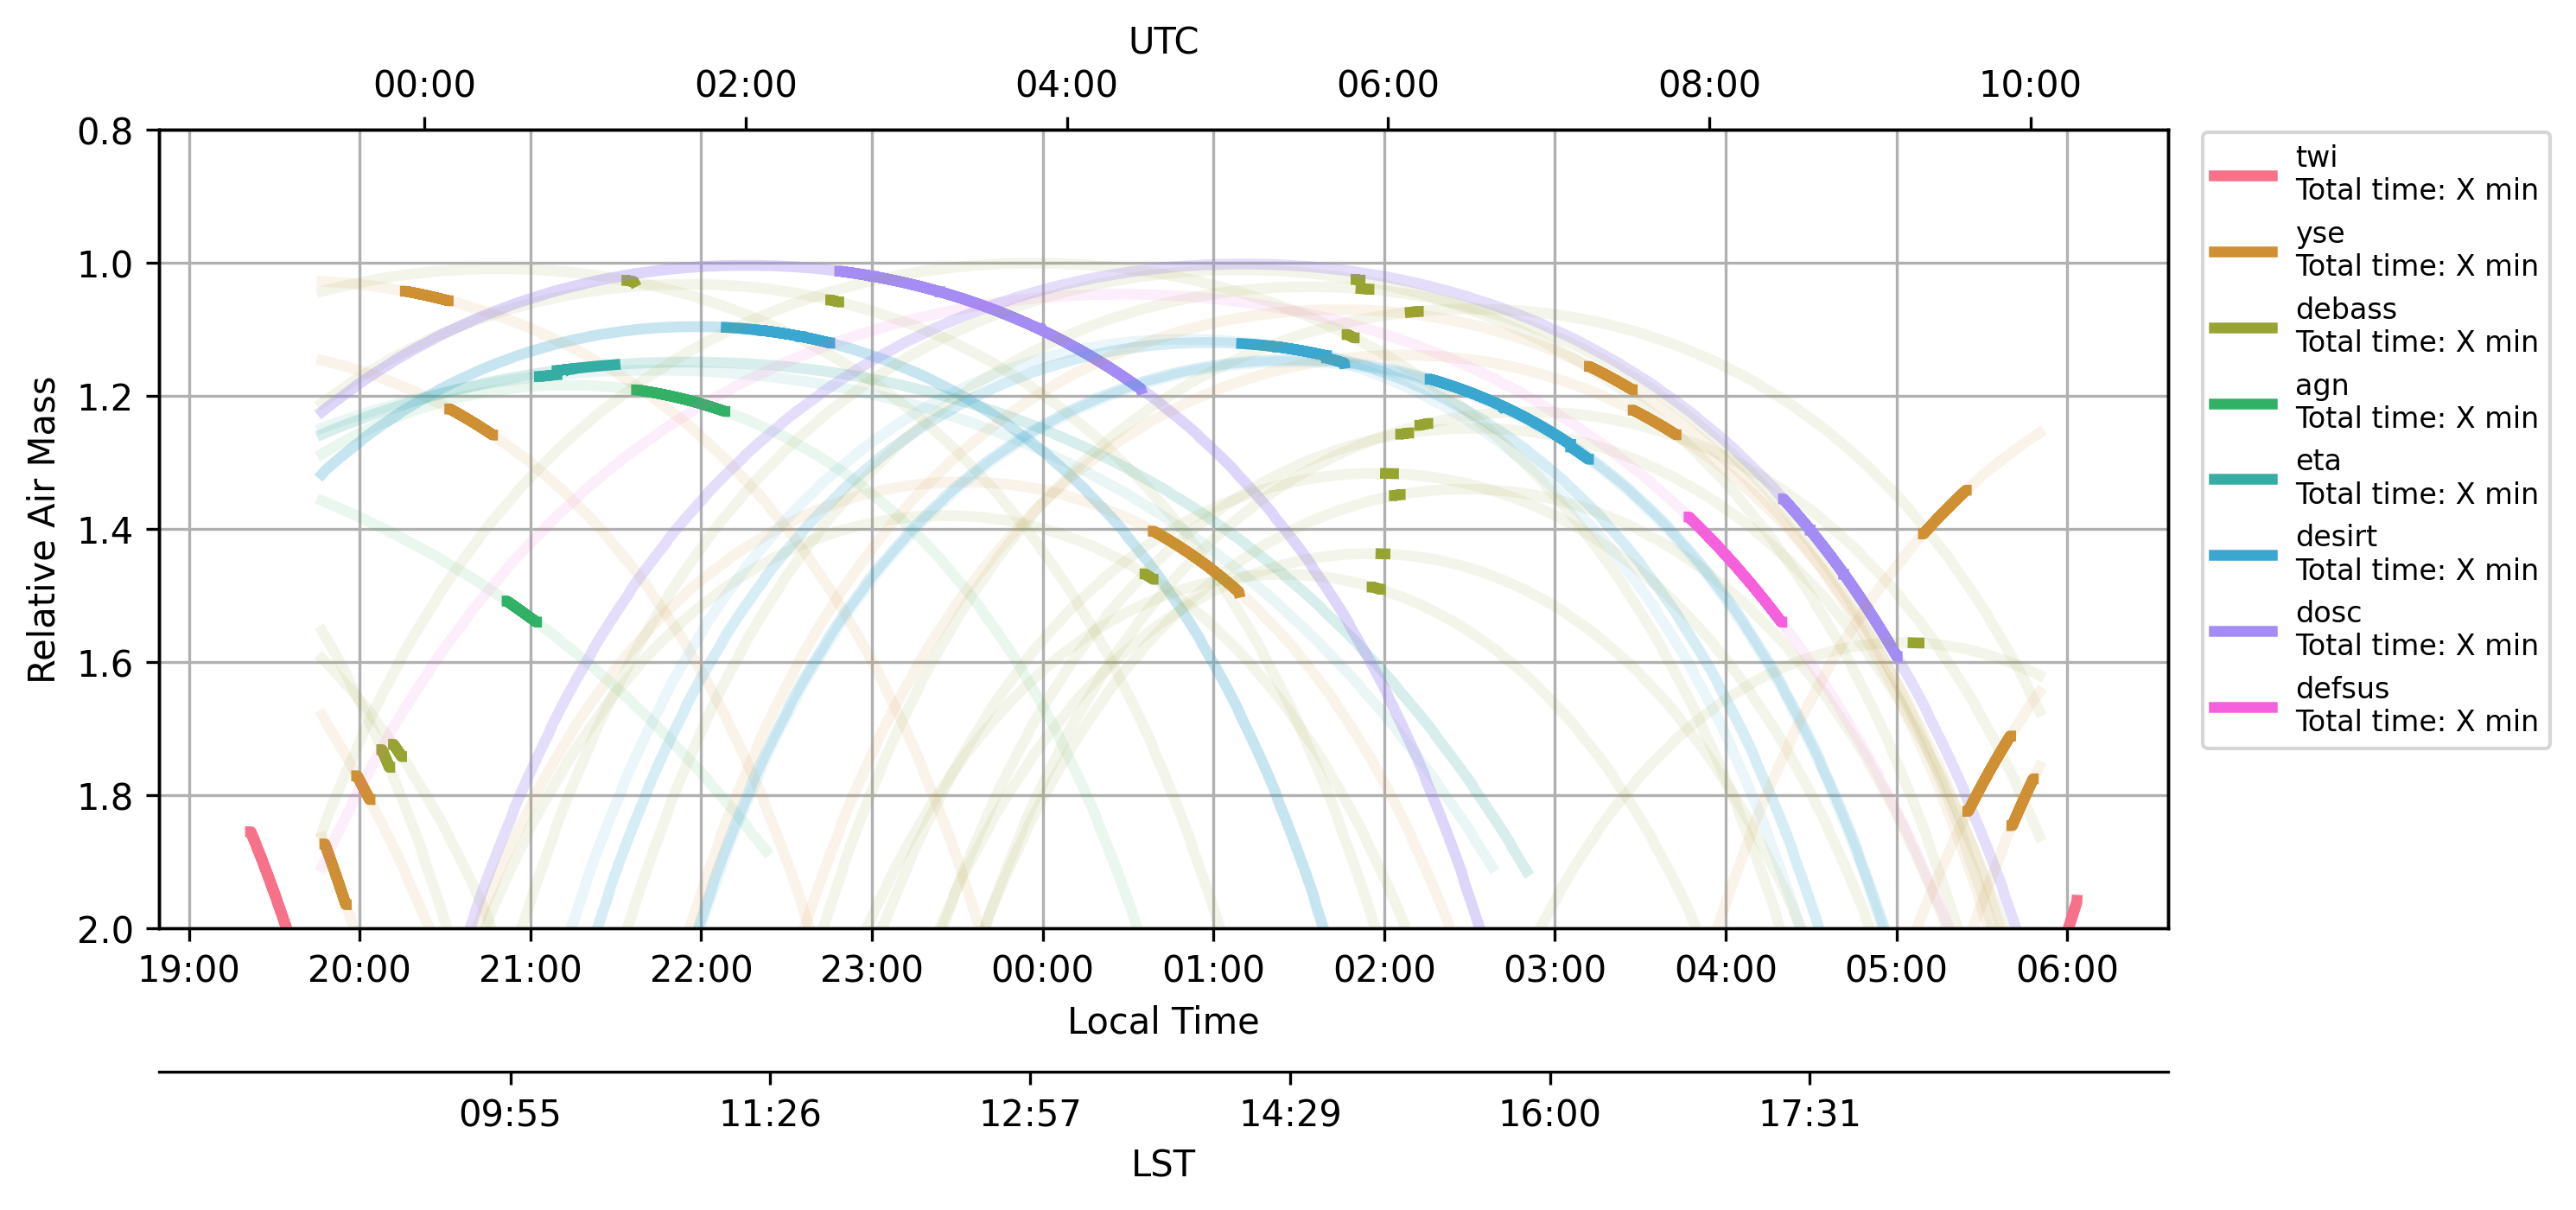 UTC
00:00 02:00 04:00 06:00 08:00 10:00
0.8
1.0
1.2
1.4
1.6
1.8
2.0
Relative Air Mass
19:00 20:00 21:00 22:00 23:00 00:00 01:00 02:00 03:00 04:00 05:00 06:00
Local Time
09:55 11:26 12:57 14:29 16:00 17:31
LST
twi
Total time: X min
yse
Total time: X min
debass
Total time: X min
agn
Total time: X min
eta
Total time: X min
desirt
Total time: X min
dosc
Total time: X min
defsus
Total time: X min